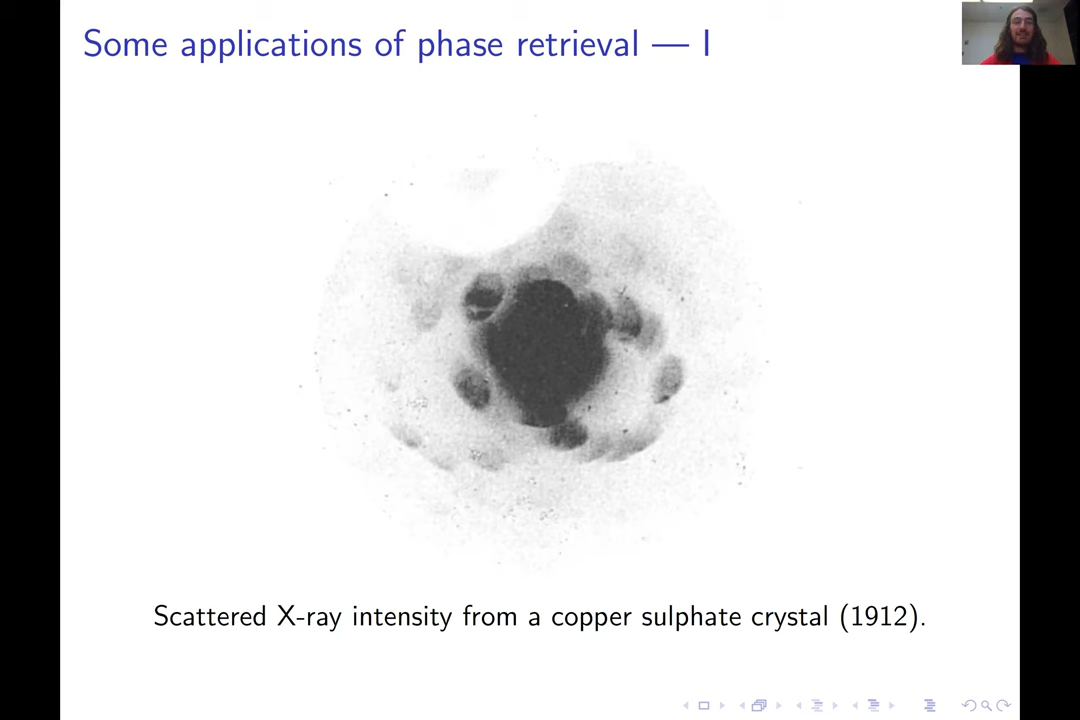 Some applications of phase retrieval — I
Scattered X-ray intensity from a copper sulphate crystal (1912).